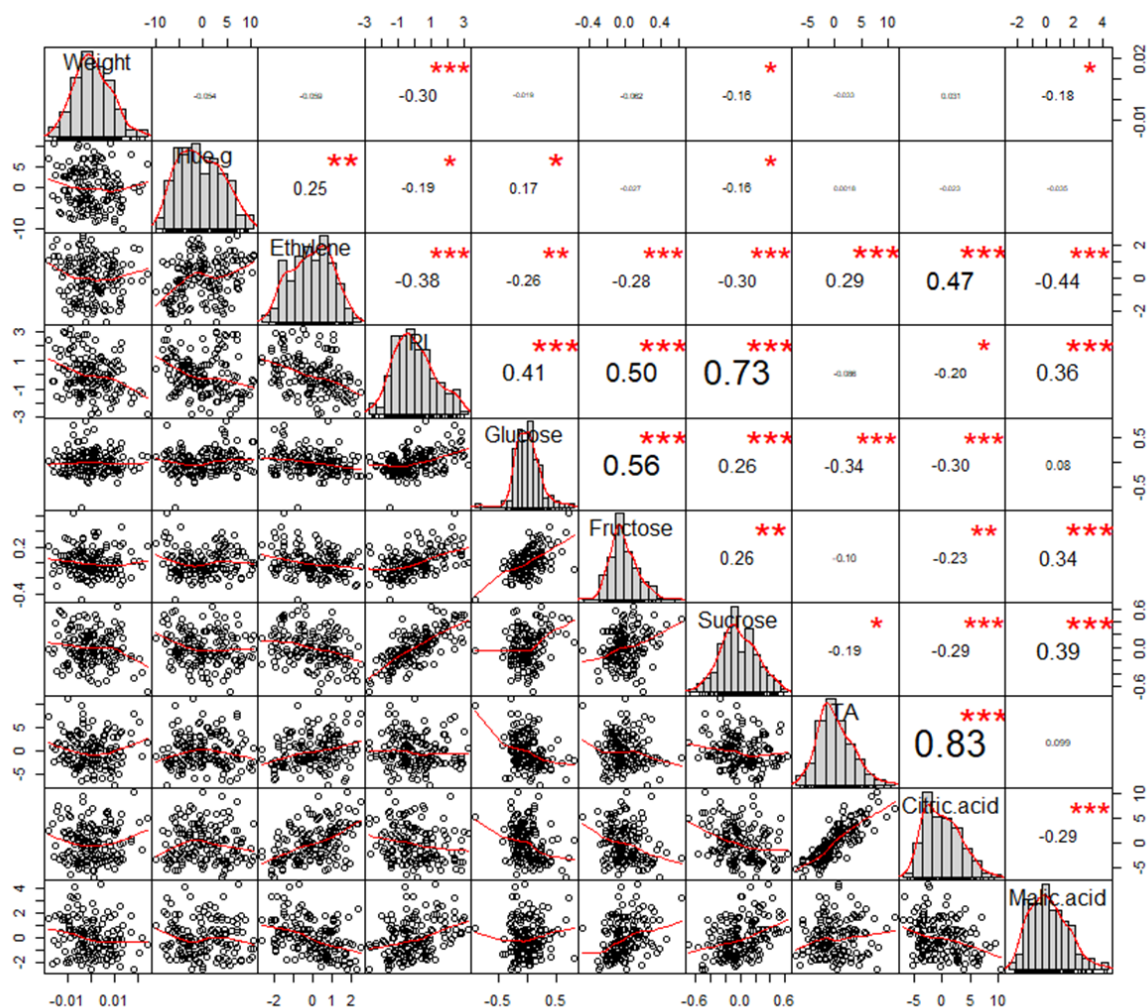 -10 0 5 10 -3 -1 1 3 -0.4 0.0 0.4 -5 0 5 10 -2 0 2 4
Weight -0.054 -0.059 *** -0.30 -0.019 -0.062 * -0.16 -0.033 0.031 * -0.18 -0.01 0.02
-10 0 5 Hue.g ** 0.25 * -0.19 * 0.17 -0.027 * -0.16 0.0018 -0.023 -0.035
Ethylene *** -0.38 ** -0.26 *** -0.28 *** -0.30 *** 0.29 *** 0.47 *** -0.44 -2 0 2
-3 -1 1 3 *** 0.41 *** 0.50 *** 0.73 * -0.20 *** 0.36
Glucose *** 0.56 *** 0.26 *** -0.34 *** -0.30 0.08 -0.5 0.5
-0.4 0.2 Fructose ** 0.26 -0.10 ** -0.23 *** 0.34
Sucrose * -0.19 *** -0.29 *** 0.39 -0.6 0.0 0.6
-5 0 5 TA *** 0.83 0.099
Citric.acid *** -0.29 -5 0 5 10
-2 0 2 4 Malic.acid
-0.01 0.01 -2 0 1 2 -0.5 0.5 -0.6 0.0 0.6 -5 0 5 10